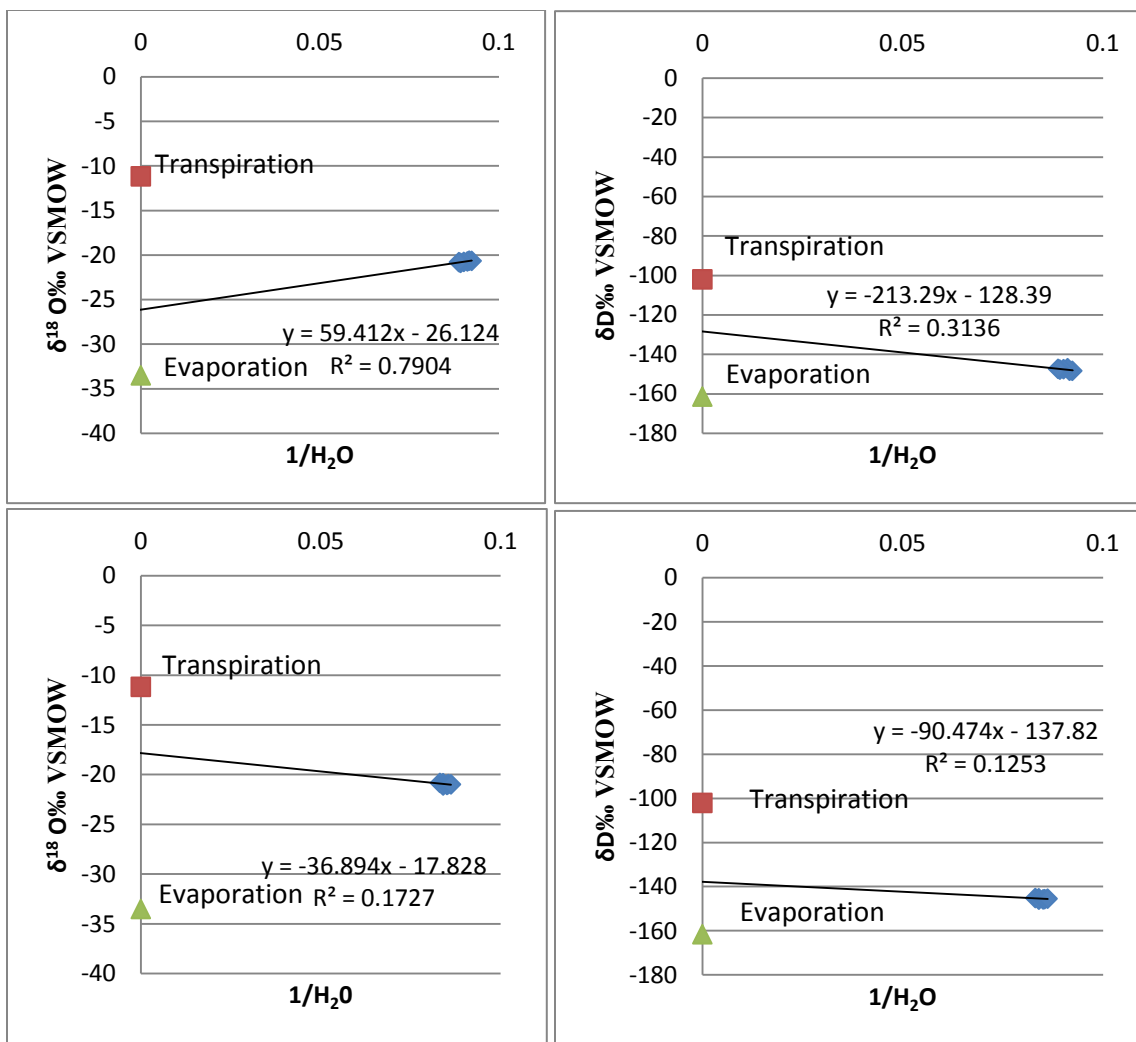 0 0.05 0.1
0
-5
-10
-15
-20
-25
-30
-35
-40
δ¹⁸ O‰ VSMOW
Transpiration
y = 59.412x - 26.124
R² = 0.7904
Evaporation
1/H₂O
0 0.05 0.1
0
-20
-40
-60
-80
-100
-120
-140
-160
-180
δD‰ VSMOW
Transpiration
y = -213.29x - 128.39
R² = 0.3136
Evaporation
1/H₂O
0 0.05 0.1
0
-5
-10
-15
-20
-25
-30
-35
-40
δ¹⁸ O‰ VSMOW
Transpiration
y = -36.894x - 17.828
Evaporation R² = 0.1727
1/H₂0
0 0.05 0.1
0
-20
-40
-60
-80
-100
-120
-140
-160
-180
δD‰ VSMOW
y = -90.474x - 137.82
R² = 0.1253
Transpiration
Evaporation
1/H₂O